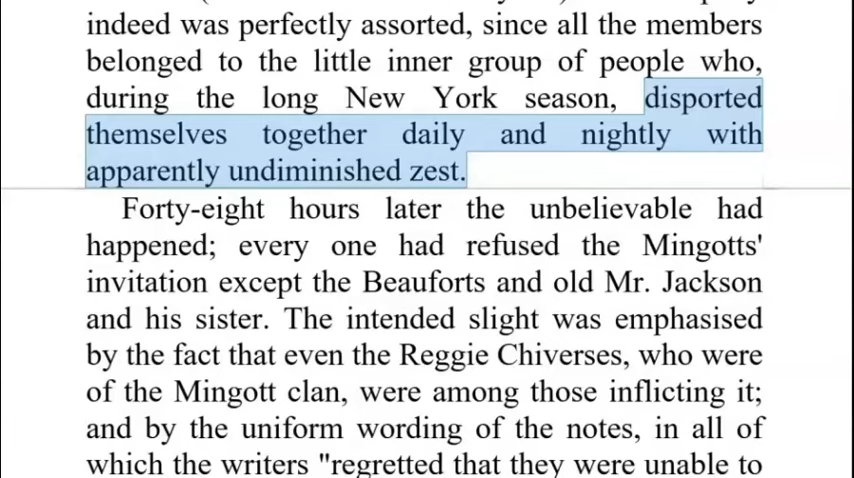 indeed was perfectly assorted, since all the members
belonged to the little inner group of people who,
during the long New York season, disported
themselves together daily and nightly with
apparently undiminished zest.
Forty-eight hours later the unbelievable had
happened; every one had refused the Mingotts'
invitation except the Beauforts and old Mr. Jackson
and his sister. The intended slight was emphasised
by the fact that even the Reggie Chiverses, who were
of the Mingott clan, were among those inflicting it;
and by the uniform wording of the notes, in all of
which the writers "regretted that they were unable to